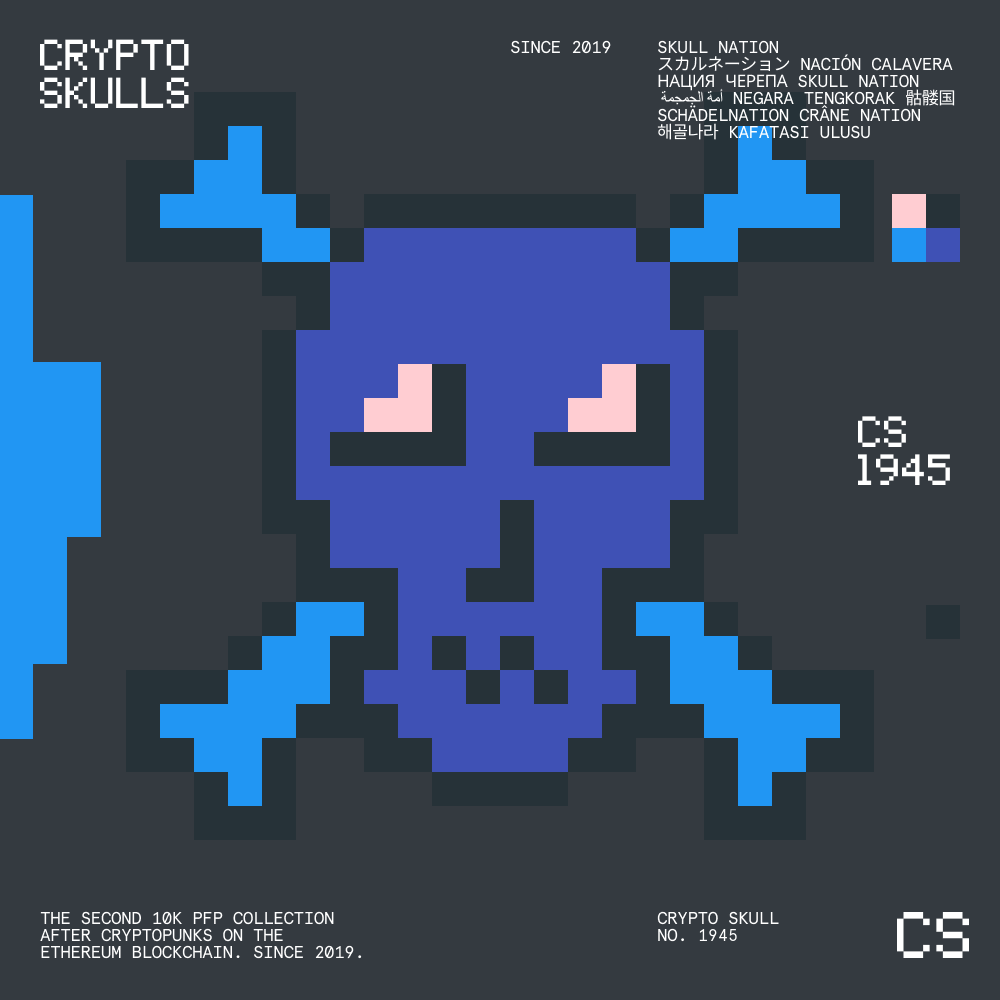 CRYPTO
SKULLS
SINCE 2019
SKULL NATION
スカルネーション NACIÓN CALAVERA
НАЦИЯ ЧЕРЕПА SKULL NATION
أمة الجمجمة NEGARA TENGKORAK 骷髅国
SCHÄDELNATION CRÂNE NATION
해골나라 KAFATASI ULUSU
CS
1945
THE SECOND 10K PFP COLLECTION
AFTER CRYPTOPUNKS ON THE
ETHEREUM BLOCKCHAIN. SINCE 2019.
CRYPTO SKULL
NO. 1945
CS